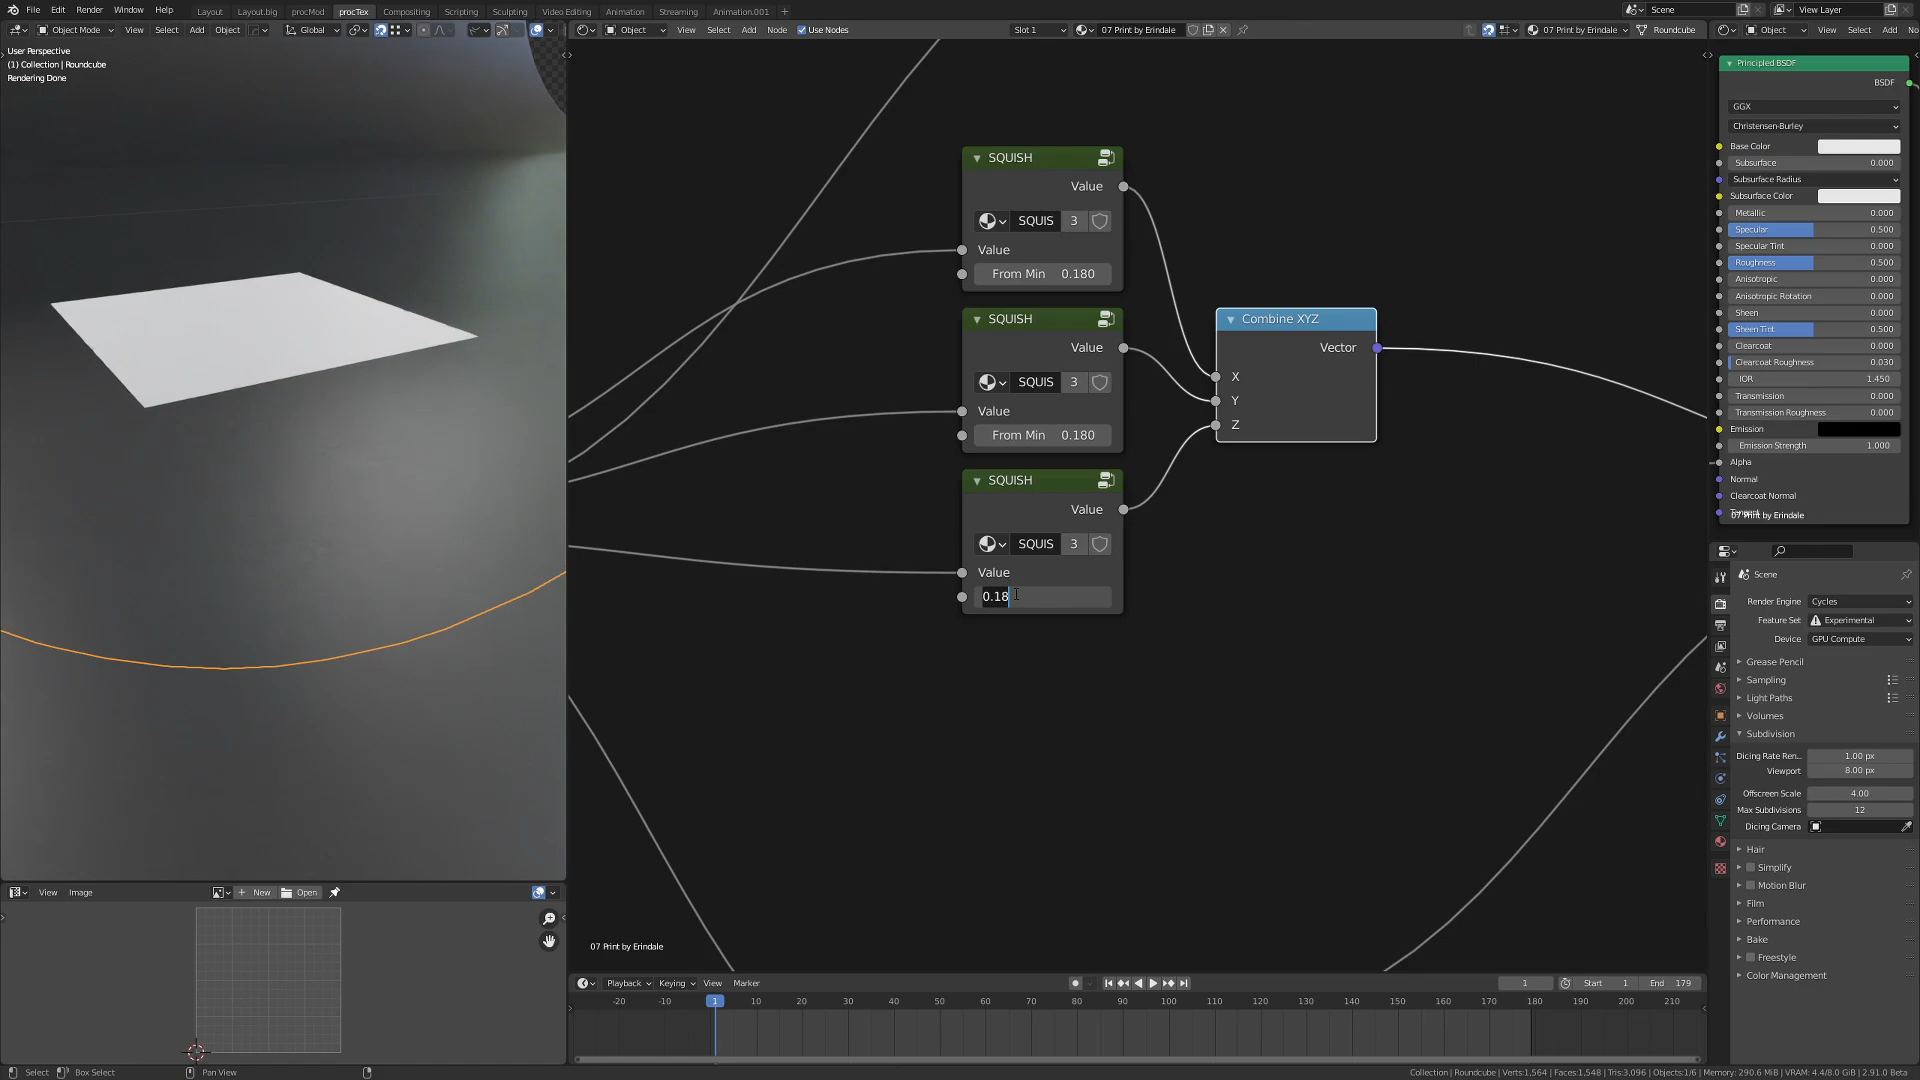 File Edit Render Window Help Layout Layout.big procMod procTex Compositing Scripting Sculpting Video Editing Animation Streaming Animation.001 + Scene View Layer
Object Mode View Select Add Object Global Object View Select Add Node Use Nodes Slot 1 07 Print by Erindale 07 Print by Erindale Roundcube Object View Select Add No
User Perspective
(1) Collection | Roundcube
Rendering Done
Principled BSDF
BSDF
GGX
Christensen-Burley
Base Color
Subsurface 0.000
Subsurface Radius
Subsurface Color
Metallic 0.000
Specular 0.500
Specular Tint 0.000
Roughness 0.500
Anisotropic 0.000
Anisotropic Rotation 0.000
Sheen 0.000
Sheen Tint 0.500
Clearcoat 0.000
Clearcoat Roughness 0.030
IOR 1.450
Transmission 0.000
Transmission Roughness 0.000
Emission
Emission Strength 1.000
Alpha
Normal
Clearcoat Normal
07 Print by Erindale
SQUISH
Value
SQUIS 3
Value
From Min 0.180
SQUISH
Value
SQUIS 3
Value
From Min 0.180
SQUISH
Value
SQUIS 3
Value
0.18
Combine XYZ
Vector
X
Y
Z
07 Print by Erindale
Scene
Render Engine Cycles
Feature Set Experimental
Device GPU Compute
Grease Pencil
Sampling
Light Paths
Volumes
Subdivision
Dicing Rate Ren... 1.00 px
Viewport 8.00 px
Offscreen Scale 4.00
Max Subdivisions 12
Dicing Camera
Hair
Simplify
Motion Blur
Film
Performance
Bake
Freestyle
Color Management
View Image + New Open
Playback Keying View Marker 1 Start 1 End 179
-20 -10 1 10 20 30 40 50 60 70 80 90 100 110 120 130 140 150 160 170 180 190 200 210
Select Box Select Pan View Collection | Roundcube | Verts:1,564 | Faces:1,548 | Tris:3,096 | Objects:1/6 | Memory: 290.6 MiB | VRAM: 4.4/8.0 GiB | 2.91.0 Beta